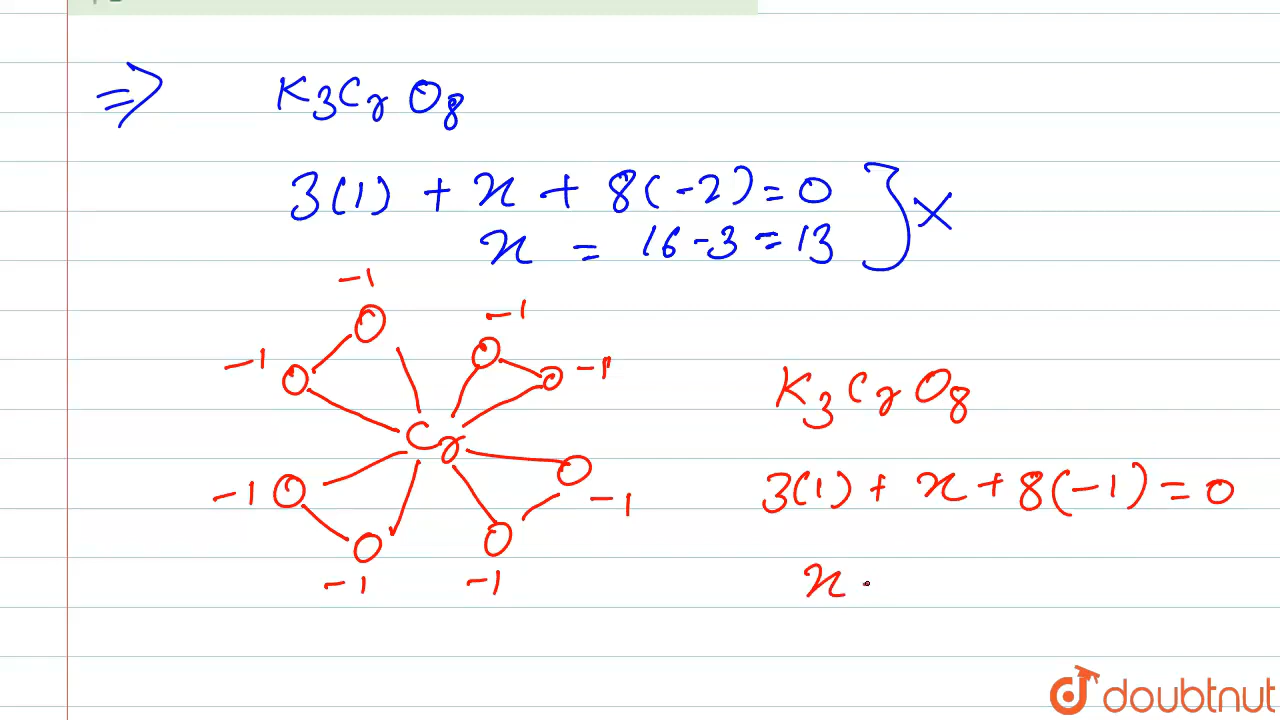 ⇒ K₃CrO₈
3(1) + x + 8(-2) = 0 ] ×
x = 16 - 3 = 13
-1
-1
-1 O O -1
O O
Cr
K₃CrO₈
-1 O O -1
3(1) + x + 8(-1) = 0
O O
-1 -1
x -
doubtnut